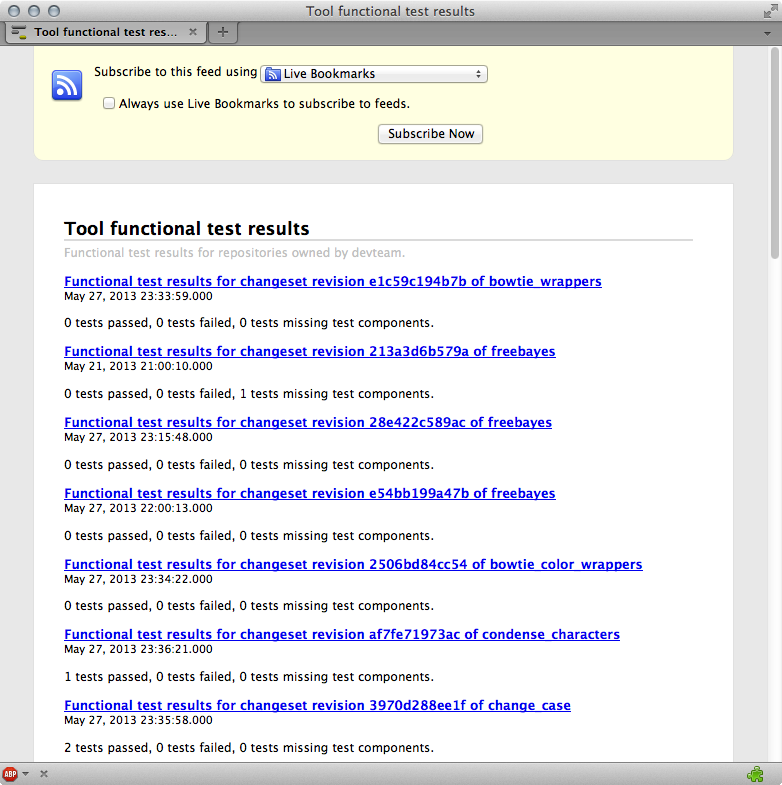 Tool functional test results
Tool functional test res...
Subscribe to this feed using Live Bookmarks
Always use Live Bookmarks to subscribe to feeds.
Subscribe Now
Tool functional test results
Functional test results for repositories owned by devteam.
Functional test results for changeset revision e1c59c194b7b of bowtie_wrappers
May 27, 2013 23:33:59.000
0 tests passed, 0 tests failed, 0 tests missing test components.
Functional test results for changeset revision 213a3d6b579a of freebayes
May 21, 2013 21:00:10.000
0 tests passed, 0 tests failed, 1 tests missing test components.
Functional test results for changeset revision 28e422c589ac of freebayes
May 27, 2013 23:15:48.000
0 tests passed, 0 tests failed, 0 tests missing test components.
Functional test results for changeset revision e54bb199a47b of freebayes
May 27, 2013 22:00:13.000
0 tests passed, 0 tests failed, 0 tests missing test components.
Functional test results for changeset revision 2506bd84cc54 of bowtie_color_wrappers
May 27, 2013 23:34:22.000
0 tests passed, 0 tests failed, 0 tests missing test components.
Functional test results for changeset revision af7fe71973ac of condense_characters
May 27, 2013 23:36:21.000
1 tests passed, 0 tests failed, 0 tests missing test components.
Functional test results for changeset revision 3970d288ee1f of change_case
May 27, 2013 23:35:58.000
2 tests passed, 0 tests failed, 0 tests missing test components.
ABP